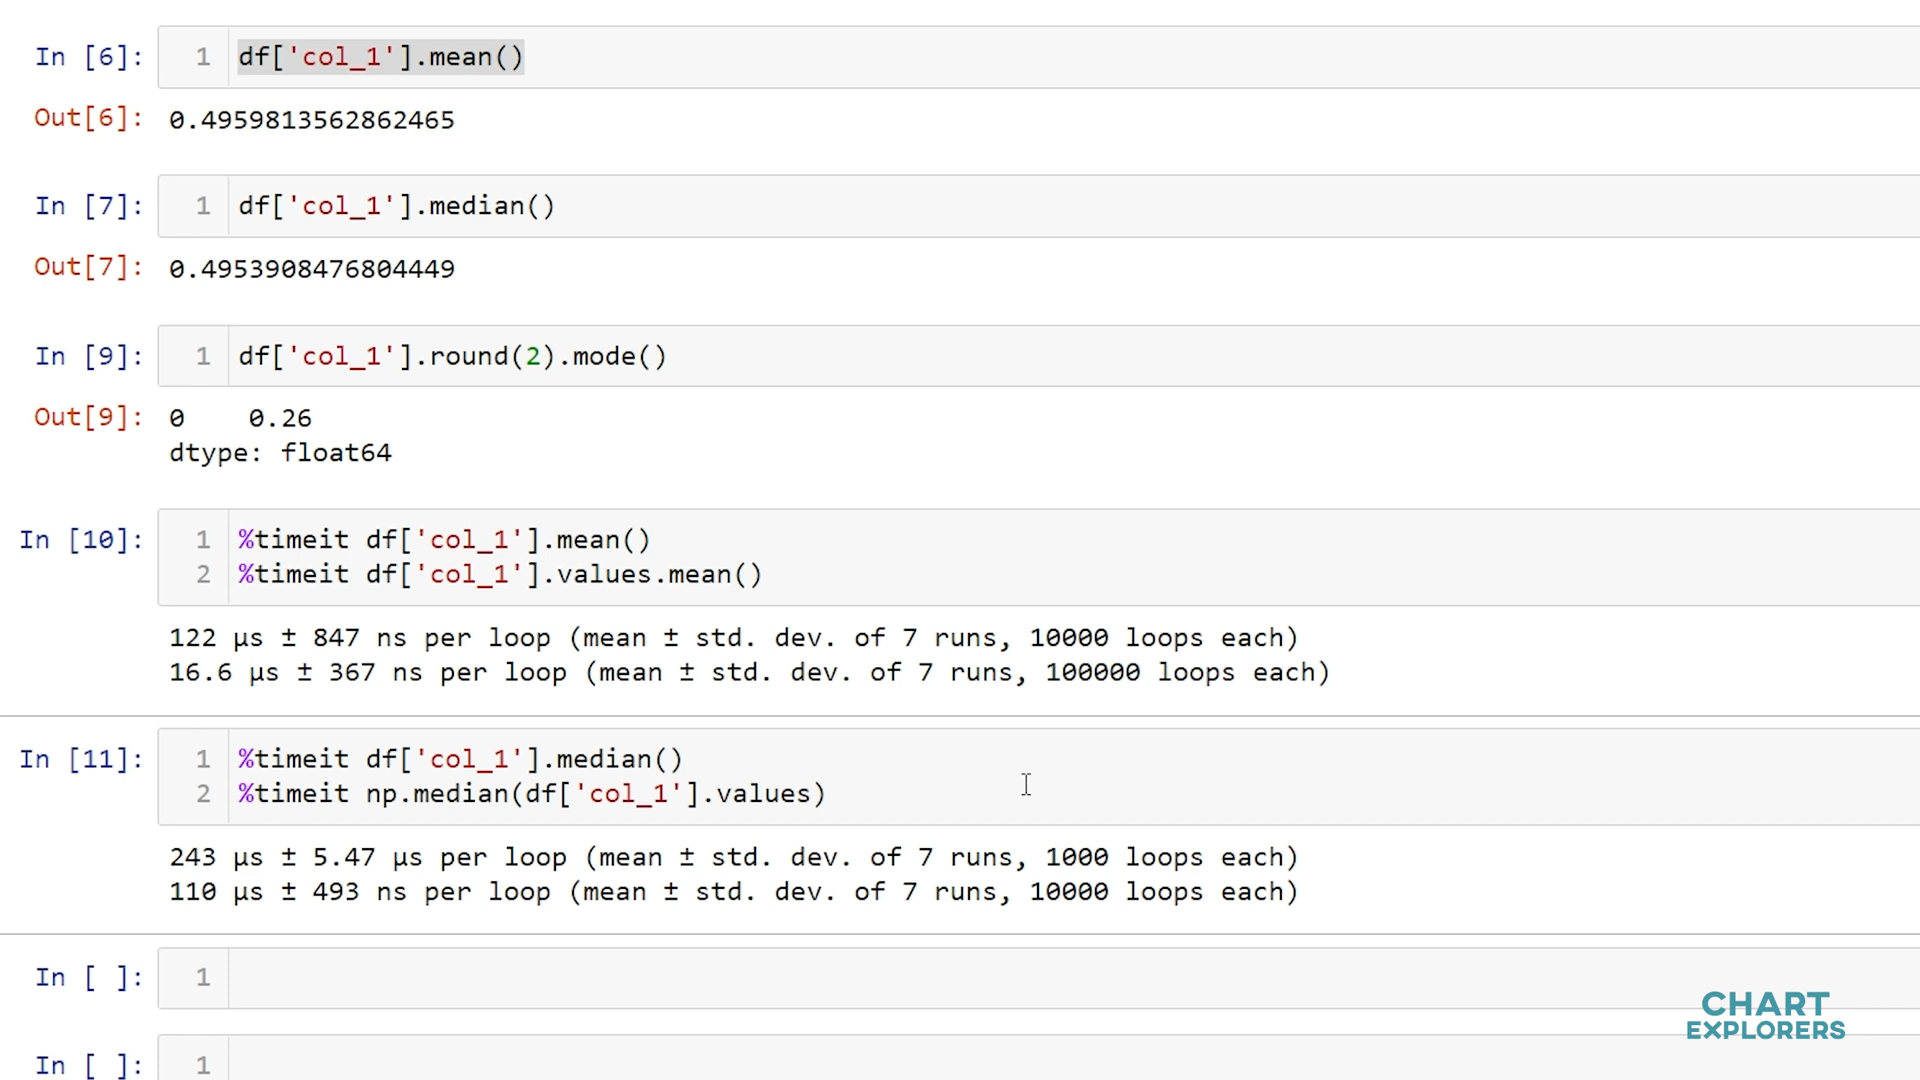 In [6]: 1 df['col_1'].mean()
Out[6]: 0.4959813562862465
In [7]: 1 df['col_1'].median()
Out[7]: 0.4953908476804449
In [9]: 1 df['col_1'].round(2).mode()
Out[9]: 0    0.26
dtype: float64
In [10]: 1 %timeit df['col_1'].mean()
2 %timeit df['col_1'].values.mean()
122 µs ± 847 ns per loop (mean ± std. dev. of 7 runs, 10000 loops each)
16.6 µs ± 367 ns per loop (mean ± std. dev. of 7 runs, 100000 loops each)
In [11]: 1 %timeit df['col_1'].median()
2 %timeit np.median(df['col_1'].values)
243 µs ± 5.47 µs per loop (mean ± std. dev. of 7 runs, 1000 loops each)
110 µs ± 493 ns per loop (mean ± std. dev. of 7 runs, 10000 loops each)
In [ ]: 1
CHART
EXPLORERS
In [ ]: 1